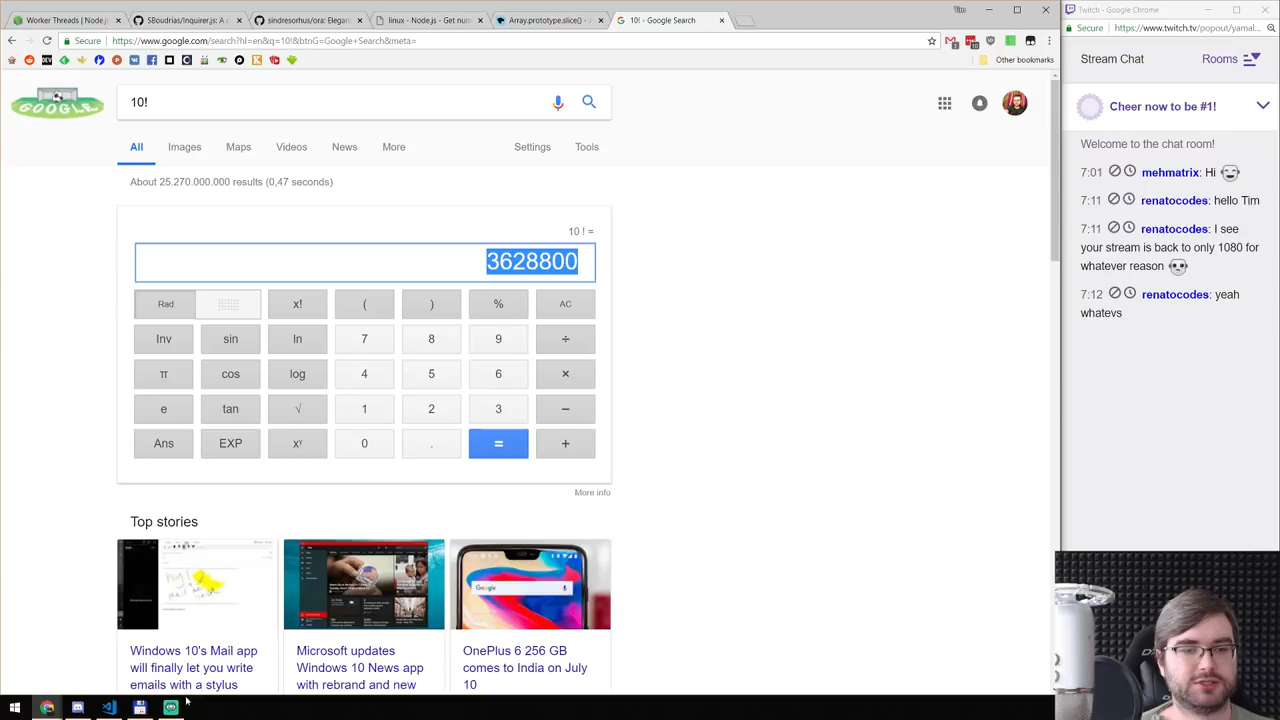 Worker Threads | Node.js
SBoudrias/Inquirer.js: A c
sindresorhus/ora: Elegan
linux - Node.js - Get num
Array.prototype.slice() -
10! - Google Search
Secure
https://www.google.com/search?hl=en&q=10!&btnG=Google+Search&meta=
Other bookmarks
GOOGLE
10!
All
Images
Maps
Videos
News
More
Settings
Tools
About 25.270.000.000 results (0,47 seconds)
10 ! =
3628800
Rad
x!
(
)
%
AC
Inv
sin
ln
7
8
9
÷
π
cos
log
4
5
6
×
e
tan
√
1
2
3
−
Ans
EXP
xʸ
0
.
=
+
More info
Top stories
Windows 10's Mail app
will finally let you write
emails with a stylus
Microsoft updates
Windows 10 News app
with rebrand and new
OnePlus 6 256 GB
comes to India on July
10
Twitch - Google Chrome
Secure
https://www.twitch.tv/popout/yamal...
Stream Chat
Rooms
Cheer now to be #1!
Welcome to the chat room!
7:01 mehmatrix: Hi
7:11 renatocodes: hello Tim
7:11 renatocodes: I see
your stream is back to only 1080 for
whatever reason
7:12 renatocodes: yeah
whatevs